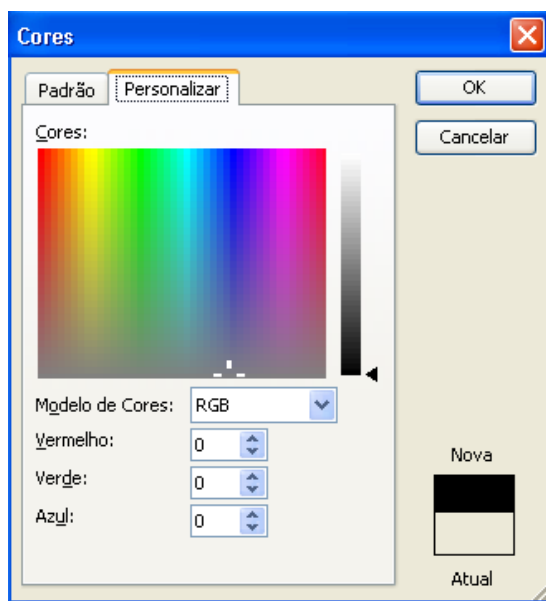 Cores
Padrão
Personalizar
OK
Cancelar
Cores:
Modelo de Cores: RGB
Vermelho: 0
Verde: 0
Azul: 0
Nova
Atual